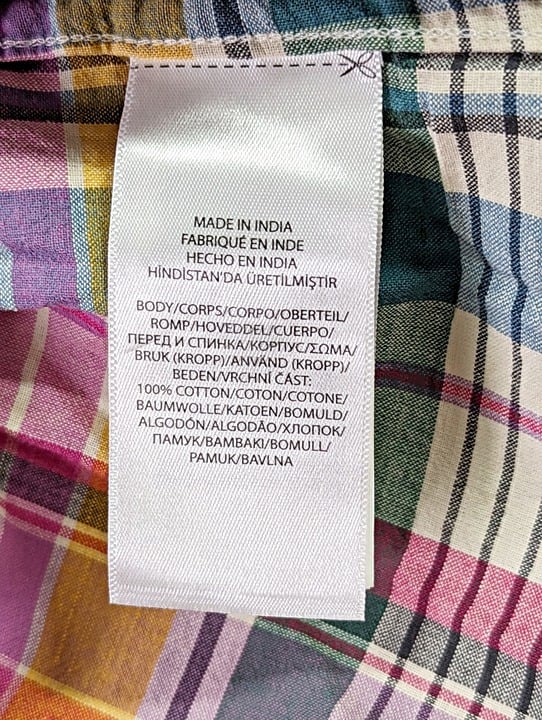 MADE IN INDIA
FABRIQUÉ EN INDE
HECHO EN INDIA
HİNDİSTAN'DA ÜRETİLMİŞTİR
BODY/CORPS/CORPO/OBERTEIL/
ROMP/HOVEDDEL/CUERPO/
ПЕРЕД И СПИНКА/КОРПУС/ΣΩΜΑ/
BRUK (KROPP)/ANVÄND (KROPP)/
BEDEN/VRCHNÍ ČÁST:
100% COTTON/COTON/COTONE/
BAUMWOLLE/KATOEN/BOMULD/
ALGODÓN/ALGODÃO/ХЛОПОК/
ПАМУК/ΒΑΜΒΑΚΙ/BOMULL/
PAMUK/BAVLNA